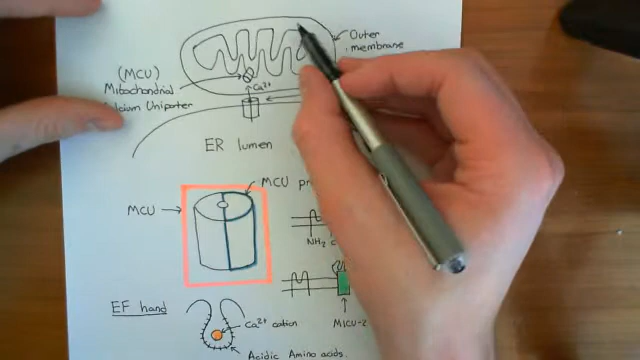 Outer
membrane
(MCU)
Mitochondrial
Calcium Uniporter
Ca2+
ER lumen
MCU
MCU
NH2
EF hand
Ca2+ cation
MICU-2
Acidic Amino acids.